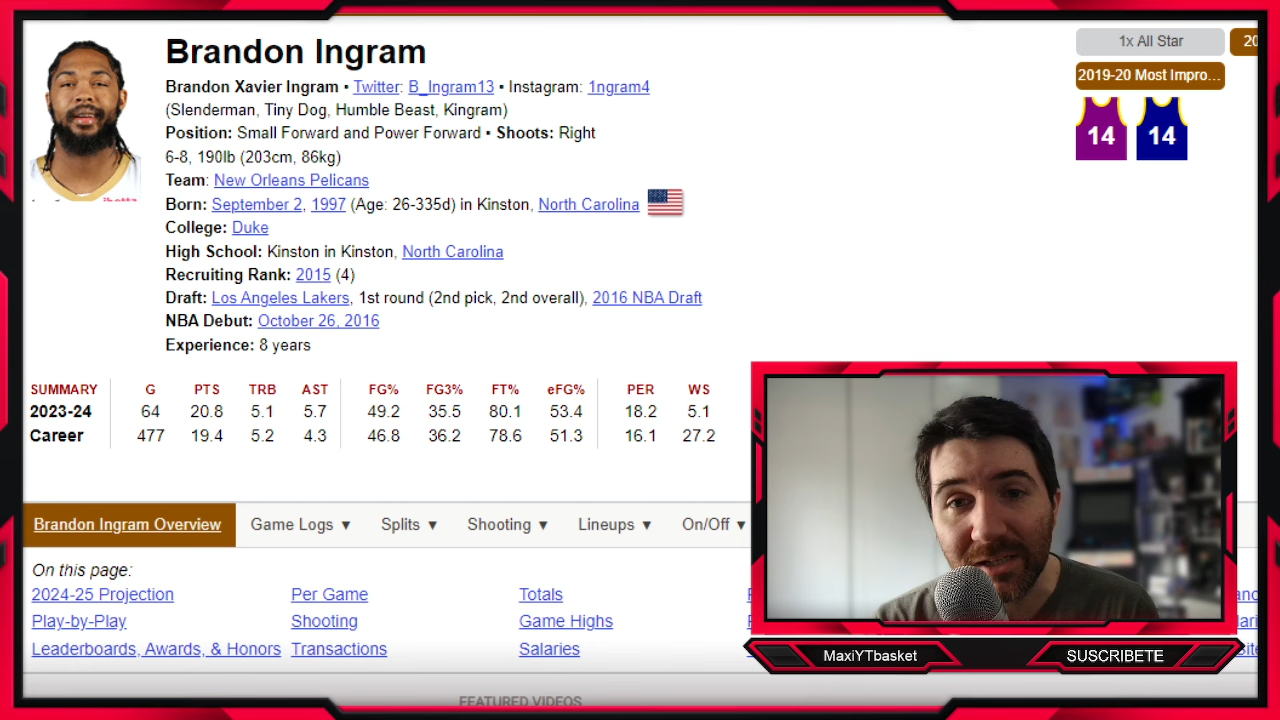 Brandon Ingram
1x All Star
20
Brandon Xavier Ingram ▪ Twitter: B_Ingram13 ▪ Instagram: 1ngram4
2019-20 Most Impro...
(Slenderman, Tiny Dog, Humble Beast, Kingram)
Position: Small Forward and Power Forward ▪ Shoots: Right
14 14
6-8, 190lb (203cm, 86kg)
Team: New Orleans Pelicans
Born: September 2, 1997 (Age: 26-335d) in Kinston, North Carolina
College: Duke
High School: Kinston in Kinston, North Carolina
Recruiting Rank: 2015 (4)
Draft: Los Angeles Lakers, 1st round (2nd pick, 2nd overall), 2016 NBA Draft
NBA Debut: October 26, 2016
Experience: 8 years
SUMMARY G PTS TRB AST FG% FG3% FT% eFG% PER WS
2023-24 64 20.8 5.1 5.7 49.2 35.5 80.1 53.4 18.2 5.1
Career 477 19.4 5.2 4.3 46.8 36.2 78.6 51.3 16.1 27.2
Brandon Ingram Overview Game Logs ▼ Splits ▼ Shooting ▼ Lineups ▼ On/Off ▼
On this page:
2024-25 Projection Per Game Totals
Play-by-Play Shooting Game Highs
Leaderboards, Awards, & Honors Transactions Salaries
MaxiYTbasket SUSCRIBETE
FEATURED VIDEOS